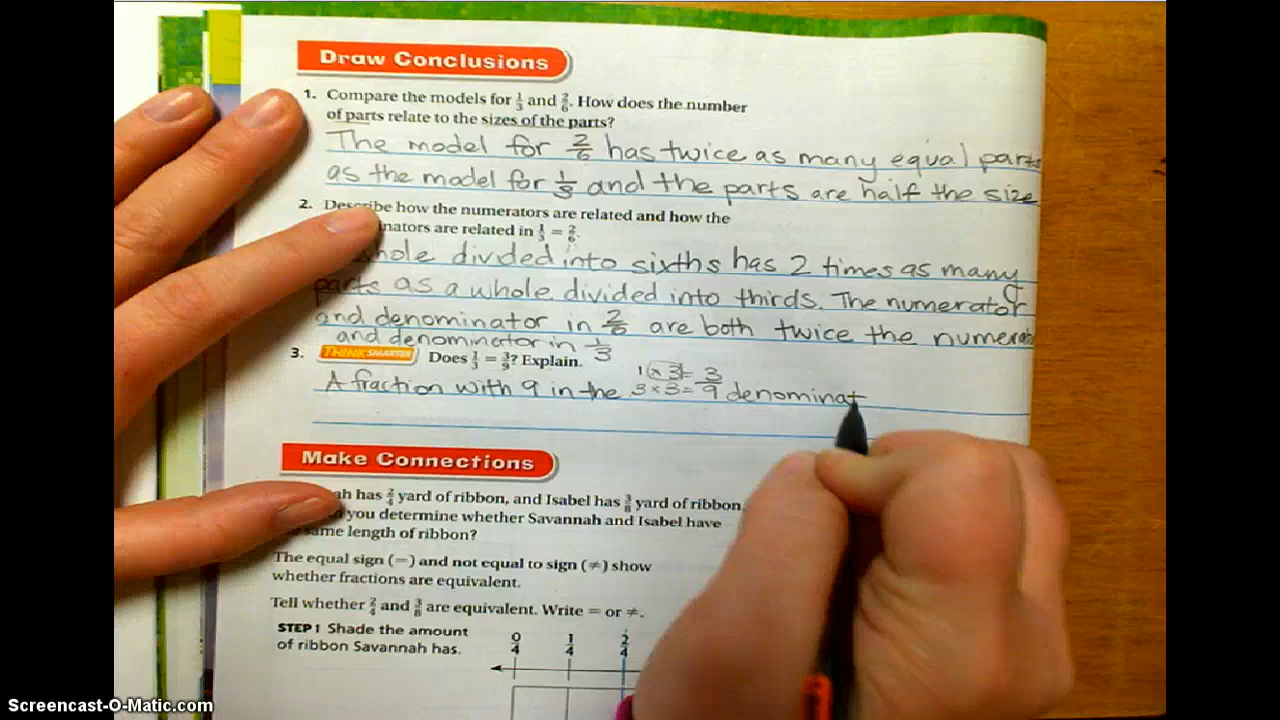 Draw Conclusions
1. Compare the models for 1/3 and 2/6. How does the number
of parts relate to the sizes of the parts?
The model for 2/6 has twice as many equal parts
as the model for 1/3 and the parts are half the size
2. Describe how the numerators are related and how the
nators are related in 1/3 = 2/6.
hole divided into sixths has 2 times as many
parts as a whole divided into thirds. The numerator
and denominator in 2/6 are both twice the numerat
and denominator in 1/3
3. THINK SMARTER Does 1/3 = 3/9? Explain.
1 × 3 = 3
A fraction with 9 in the 3 × 3 = 9 denominat
Make Connections
ah has 2/4 yard of ribbon, and Isabel has 3/8 yard of ribbon.
you determine whether Savannah and Isabel have
same length of ribbon?
The equal sign (=) and not equal to sign (≠) show
whether fractions are equivalent.
Tell whether 2/4 and 3/8 are equivalent. Write = or ≠.
STEP 1 Shade the amount
of ribbon Savannah has.
0/4 1/4 2/4
Screencast-O-Matic.com